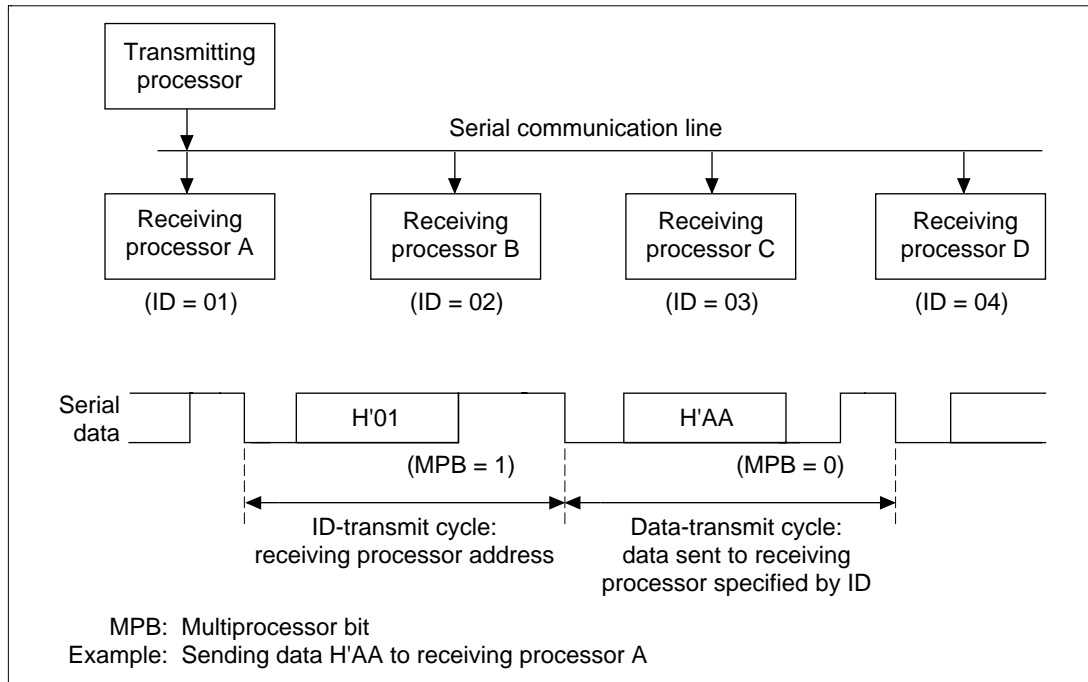 Transmitting
processor
Serial communication line
Receiving
processor A
Receiving
processor B
Receiving
processor C
Receiving
processor D
(ID = 01)
(ID = 02)
(ID = 03)
(ID = 04)
Serial
data
H'01
H'AA
(MPB = 1)
(MPB = 0)
ID-transmit cycle:
receiving processor address
Data-transmit cycle:
data sent to receiving
processor specified by ID
MPB: Multiprocessor bit
Example: Sending data H'AA to receiving processor A